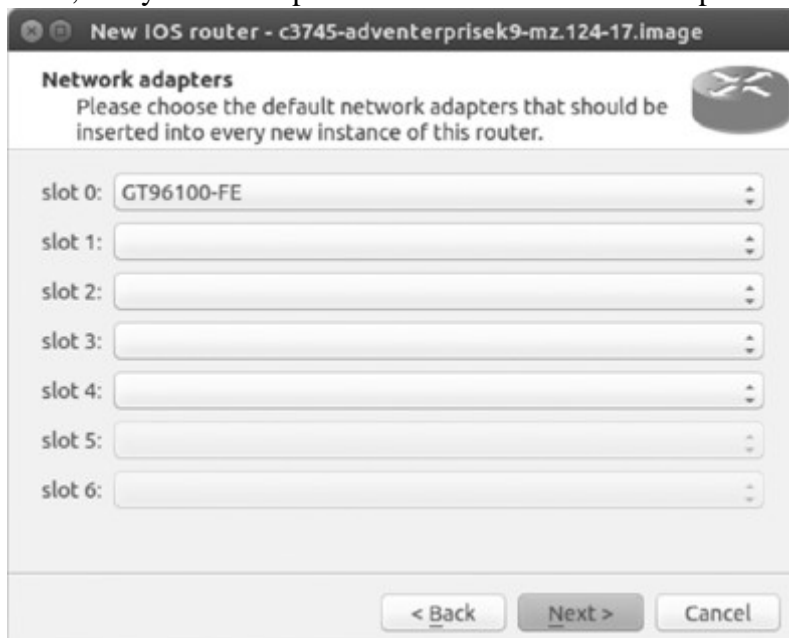 New IOS router - c3745-adventerprisek9-mz.124-17.image
Network adapters
Please choose the default network adapters that should be
inserted into every new instance of this router.
slot 0: GT96100-FE
slot 1:
slot 2:
slot 3:
slot 4:
slot 5:
slot 6:
< Back Next > Cancel